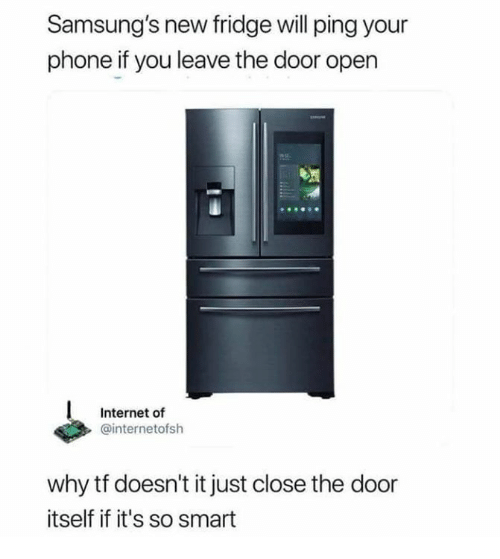 Samsung's new fridge will ping your
phone if you leave the door open
SAMSUNG
Internet of
@internetofsh
why tf doesn't it just close the door
itself if it's so smart